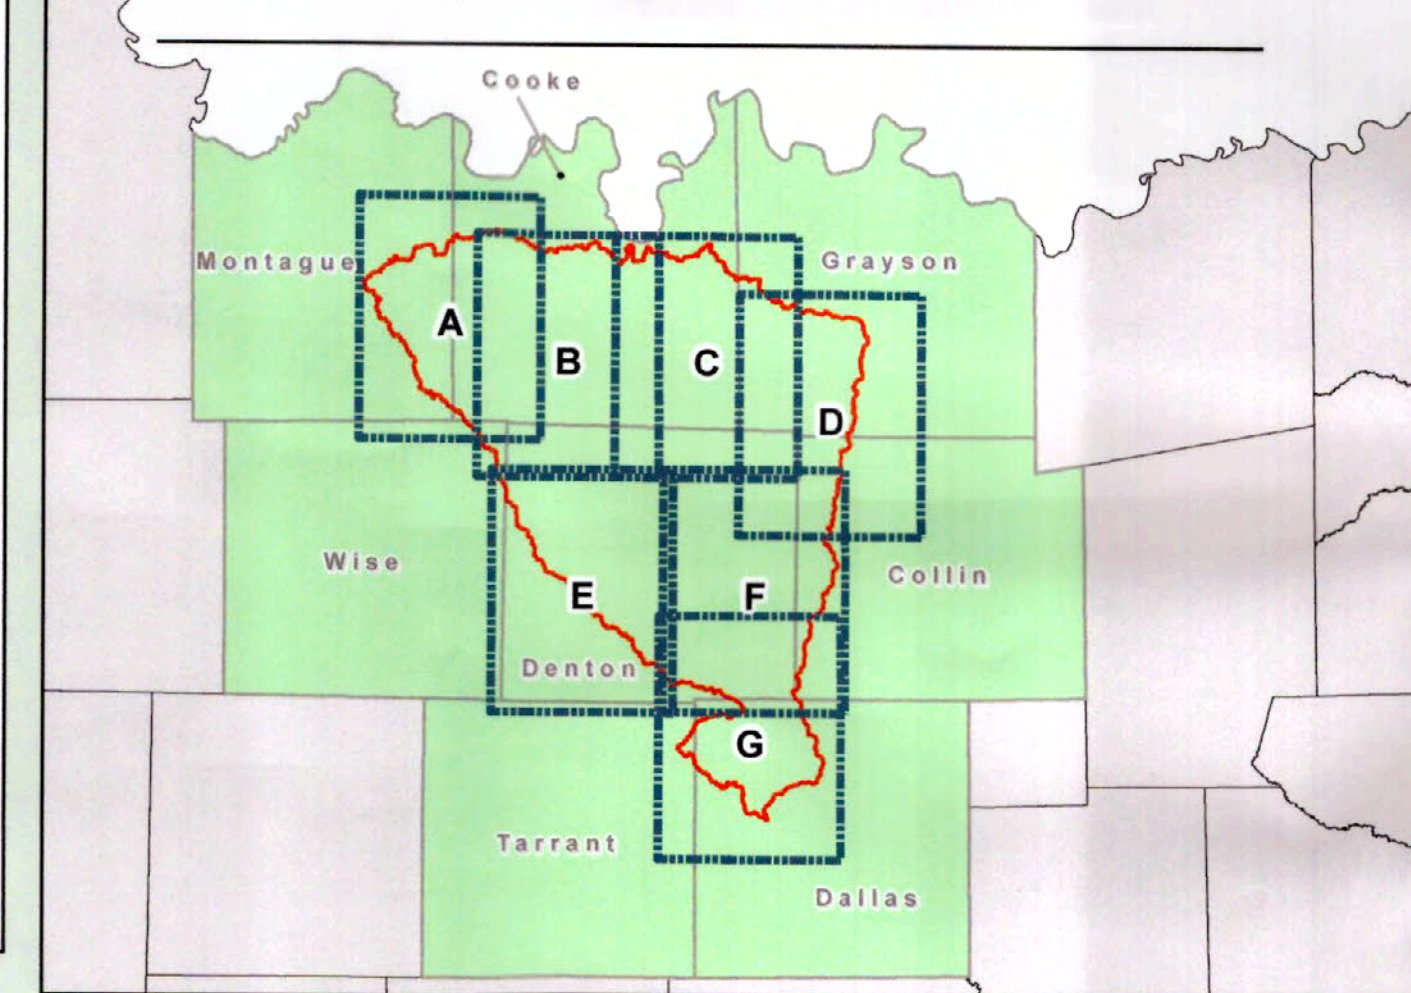 Cooke
Montague
Grayson
A
B
C
D
Wise
Collin
E
F
Denton
G
Tarrant
Dallas